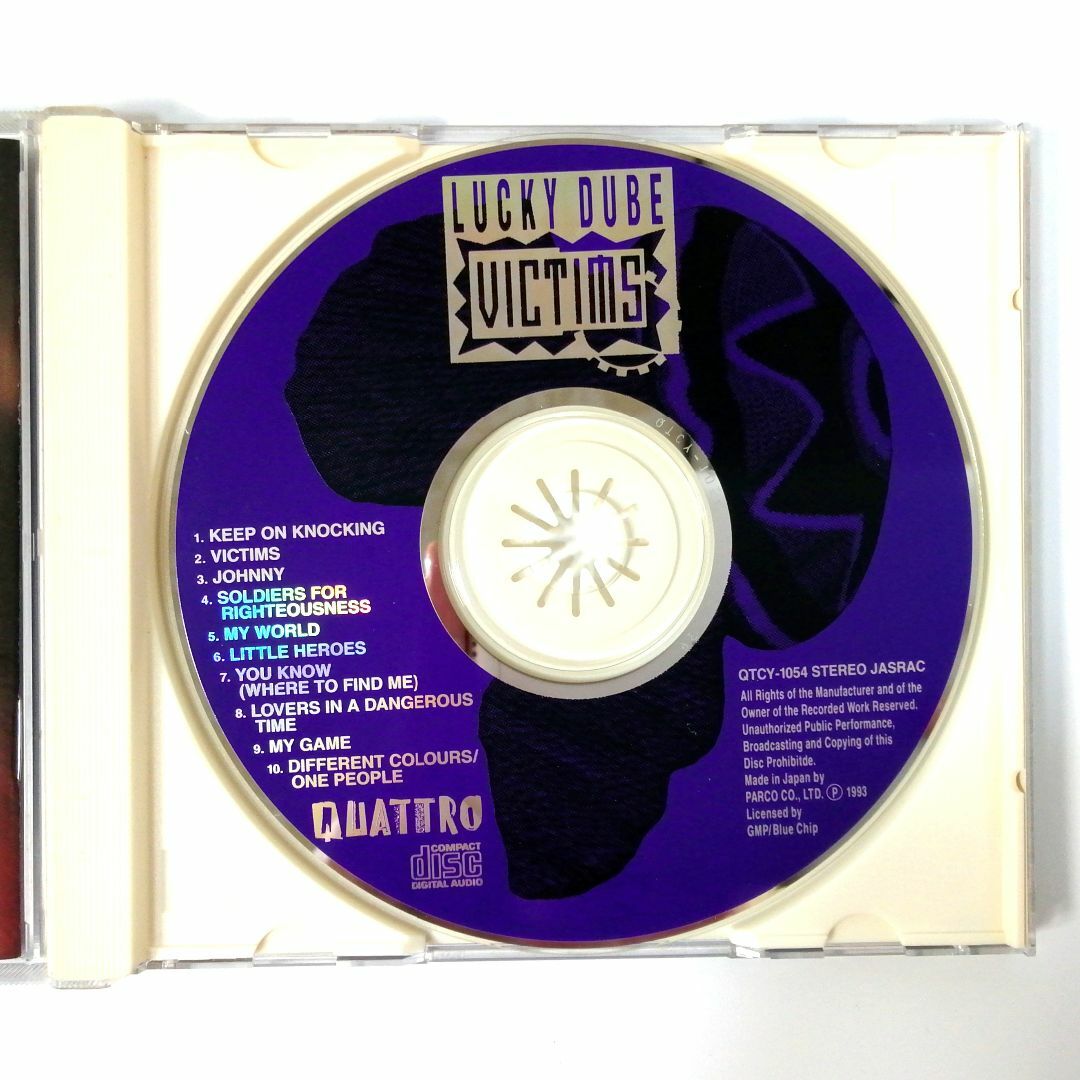 LUCKY DUBE
VICTIMS
1. KEEP ON KNOCKING
2. VICTIMS
3. JOHNNY
4. SOLDIERS FOR
RIGHTEOUSNESS
5. MY WORLD
6. LITTLE HEROES
7. YOU KNOW
(WHERE TO FIND ME)
8. LOVERS IN A DANGEROUS
TIME
9. MY GAME
10. DIFFERENT COLOURS/
ONE PEOPLE
QUATTRO
COMPACT
disc
DIGITAL AUDIO
QTCY-1054 STEREO JASRAC
All Rights of the Manufacturer and of the
Owner of the Recorded Work Reserved.
Unauthorized Public Performance,
Broadcasting and Copying of this
Disc Prohibitde.
Made in Japan by
PARCO CO., LTD. Ⓟ 1993
Licensed by
GMP/Blue Chip